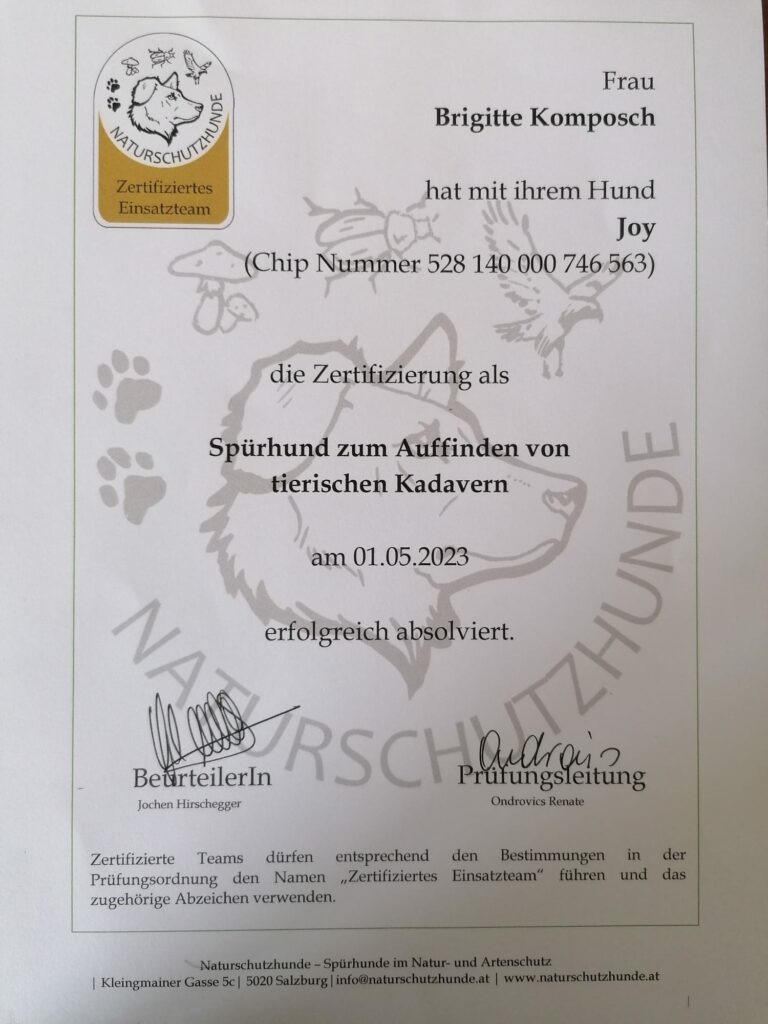 NATURSCHUTZHUNDE
Zertifiziertes
Einsatzteam
Frau
Brigitte Komposch
hat mit ihrem Hund
Joy
(Chip Nummer 528 140 000 746 563)
die Zertifizierung als
Spürhund zum Auffinden von
tierischen Kadavern
am 01.05.2023
erfolgreich absolviert.
NATURSCHUTZHUNDE
BeurteilerIn
Jochen Hirschegger
Ondrovics
Prüfungsleitung
Ondrovics Renate
Zertifizierte Teams dürfen entsprechend den Bestimmungen in der
Prüfungsordnung den Namen „Zertifiziertes Einsatzteam“ führen und das
zugehörige Abzeichen verwenden.
Naturschutzhunde – Spürhunde im Natur- und Artenschutz
| Kleingmainer Gasse 5c| 5020 Salzburg|info@naturschutzhunde.at | www.naturschutzhunde.at
|